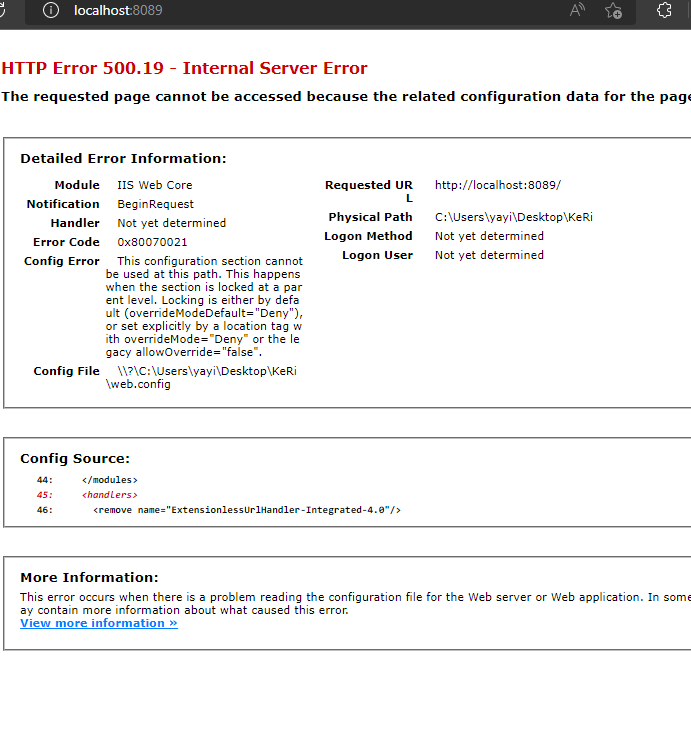 localhost:8089
HTTP Error 500.19 - Internal Server Error
The requested page cannot be accessed because the related configuration data for the page
Detailed Error Information:
Module IIS Web Core
Notification BeginRequest
Handler Not yet determined
Error Code 0x80070021
Config Error This configuration section cannot
be used at this path. This happens
when the section is locked at a par
ent level. Locking is either by defa
ult (overrideModeDefault="Deny"),
or set explicitly by a location tag w
ith overrideMode="Deny" or the le
gacy allowOverride="false".
Config File \\?\C:\Users\yayi\Desktop\KeRi
\web.config
Requested UR
L
http://localhost:8089/
Physical Path C:\Users\yayi\Desktop\KeRi
Logon Method Not yet determined
Logon User Not yet determined
Config Source:
44: </modules>
45: <handlers>
46: <remove name="ExtensionlessUrlHandler-Integrated-4.0"/>
More Information:
This error occurs when there is a problem reading the configuration file for the Web server or Web application. In some
ay contain more information about what caused this error.
View more information »